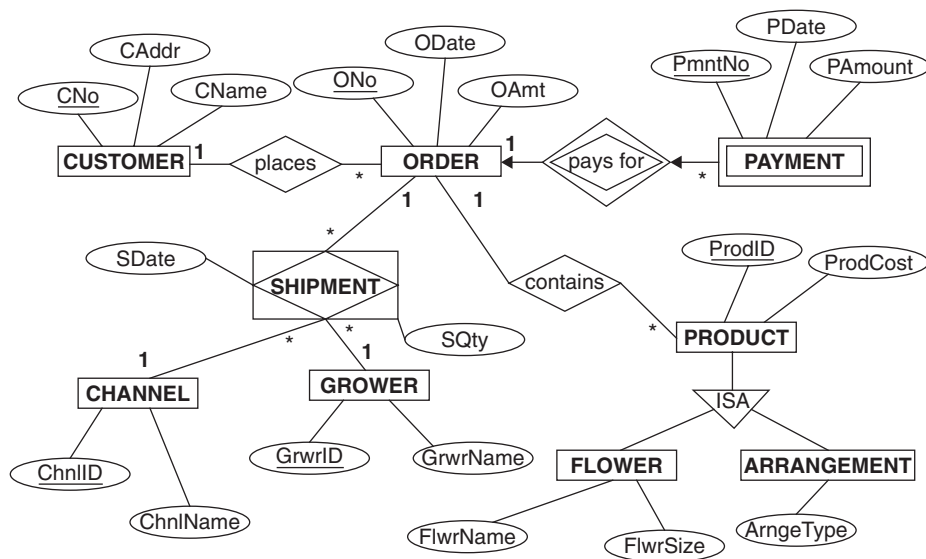 ODate
PDate
CAddr
CNo
CName
ONo
OAmt
PmntNo
PAmount
CUSTOMER
1
places
*
ORDER
1
pays for
*
PAYMENT
1
1
*
SDate
SHIPMENT
contains
ProdID
ProdCost
*
*
SQty
*
PRODUCT
1
1
CHANNEL
GROWER
ISA
ChnlID
ChnlName
GrwrID
GrwrName
FLOWER
ARRANGEMENT
FlwrName
FlwrSize
ArngeType